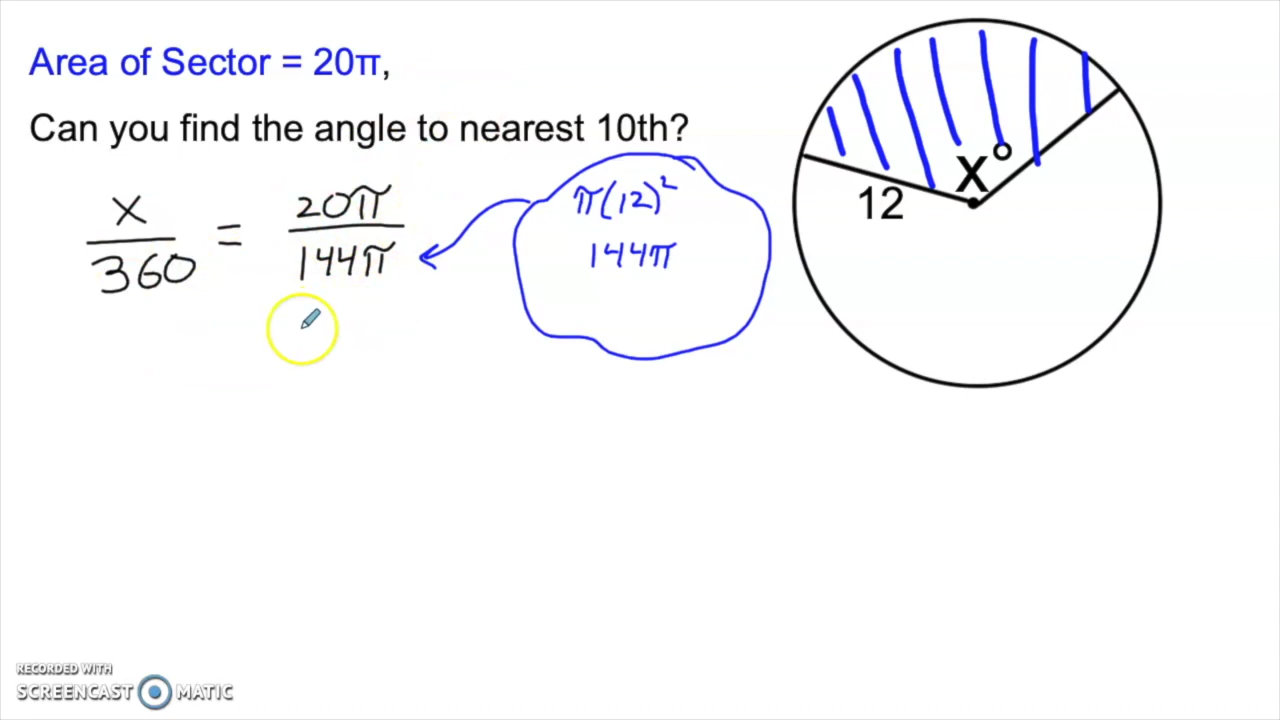 Area of Sector = 20π,
Can you find the angle to nearest 10th?
x/360 = 20π/144π
π(12)²
144π
x°
12
RECORDED WITH
SCREENCAST MATIC